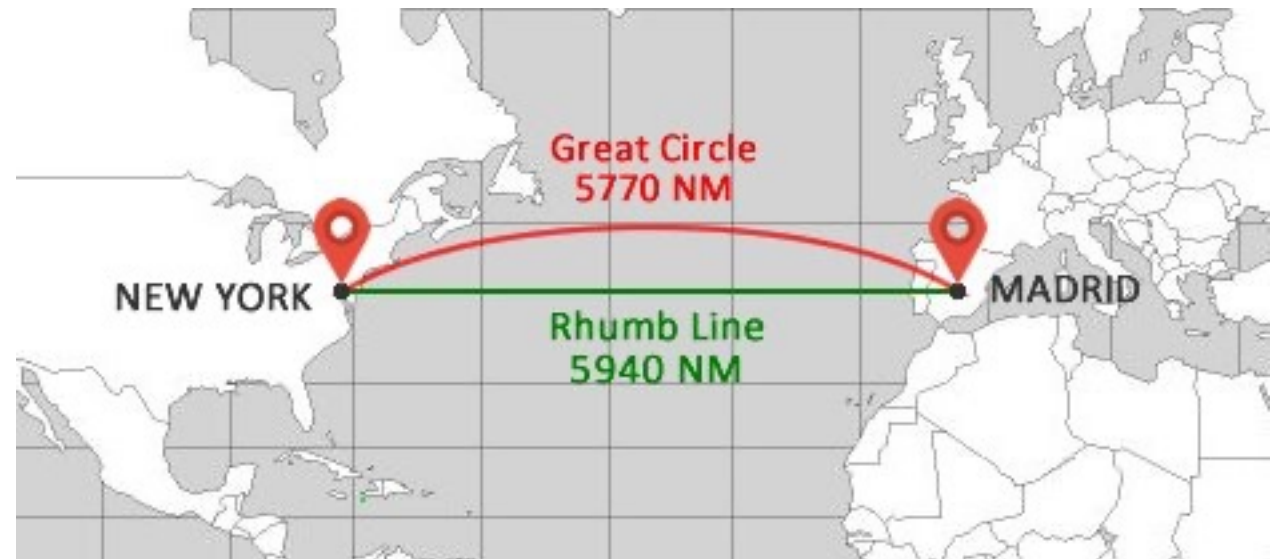 Great Circle
5770 NM
NEW YORK
MADRID
Rhumb Line
5940 NM